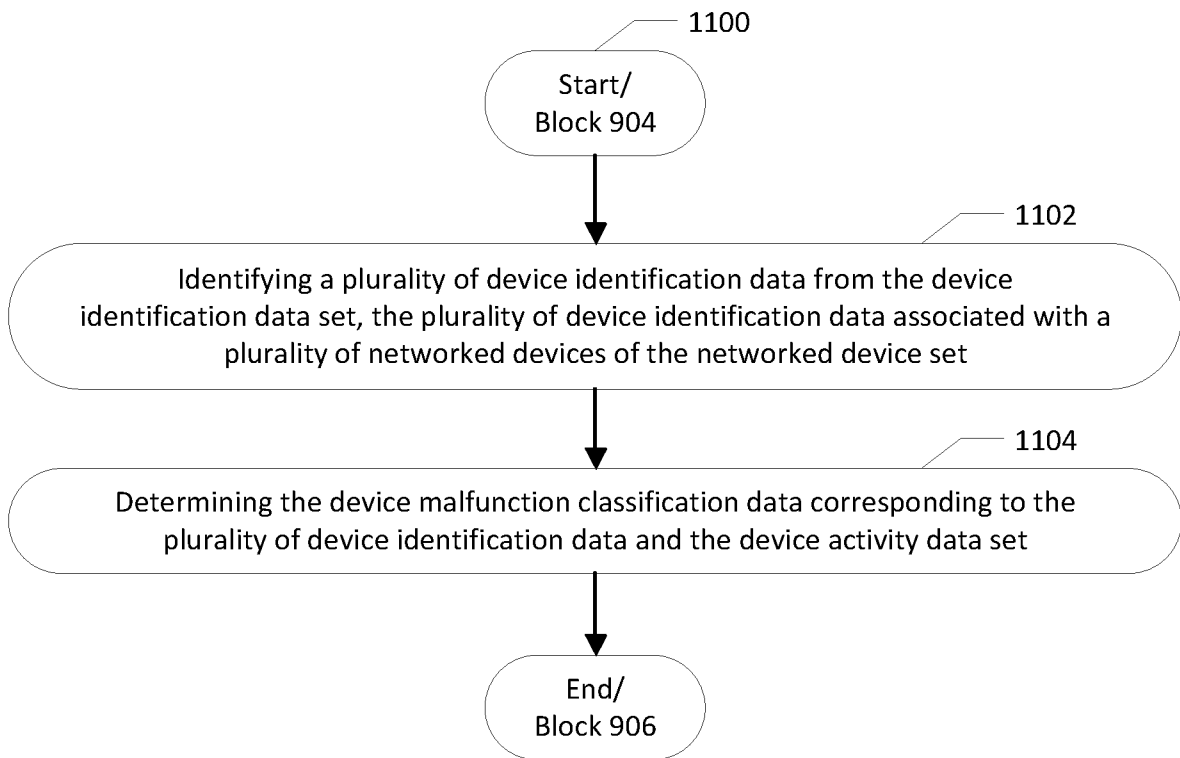 1100
Start/
Block 904
1102
Identifying a plurality of device identification data from the device
identification data set, the plurality of device identification data associated with a
plurality of networked devices of the networked device set
1104
Determining the device malfunction classification data corresponding to the
plurality of device identification data and the device activity data set
End/
Block 906